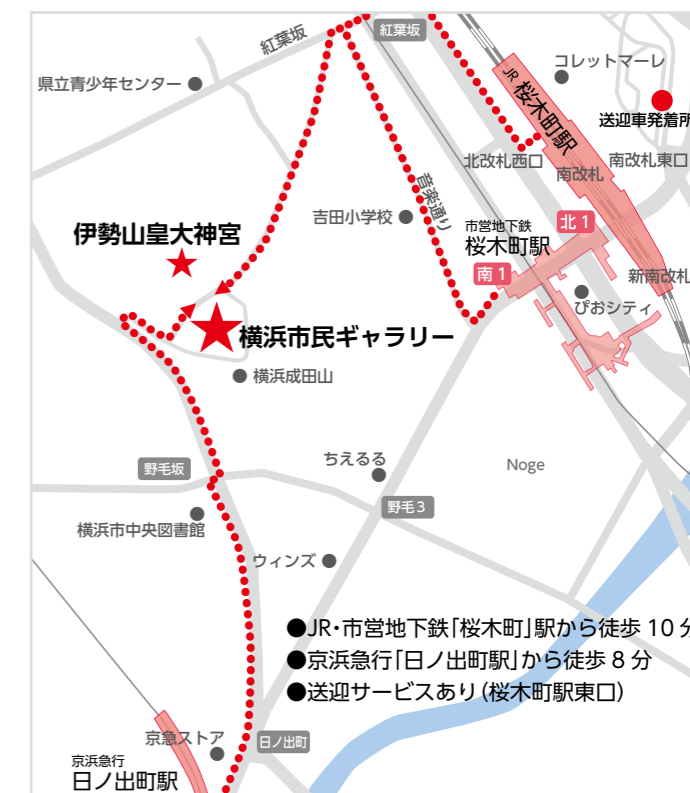 紅葉坂
紅葉坂
コレットマーレ
県立青少年センター
JR 桜木町駅
送迎車発着所
北改札西口
南改札
南改札東口
音楽通り
吉田小学校
市営地下鉄
桜木町駅
北1
南1
伊勢山皇大神宮
新南改札
ぴおシティ
横浜市民ギャラリー
横浜成田山
野毛坂
ちえるる
Noge
野毛3
横浜市中央図書館
ウィンズ
●JR・市営地下鉄「桜木町」駅から徒歩 10 分
●京浜急行「日ノ出町駅」から徒歩 8 分
●送迎サービスあり(桜木町駅東口)
京急ストア
日ノ出町
京浜急行
日ノ出町駅